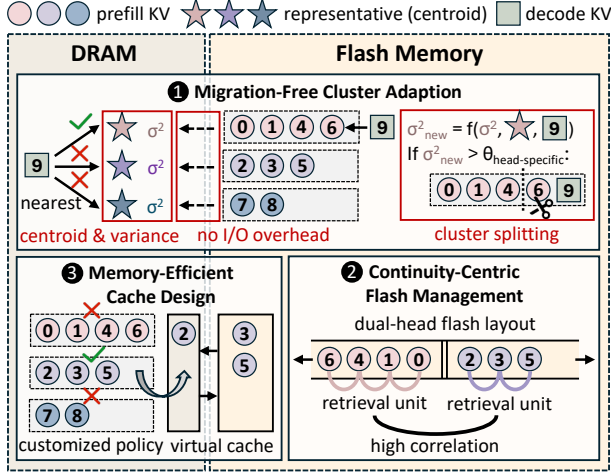 prefill KV representative (centroid) decode KV
DRAM Flash Memory
❶ Migration-Free Cluster Adaption
9 nearest
σ²
σ²
σ²
centroid & variance
0 1 4 6 9
2 3 5
7 8
no I/O overhead
σ²new = f(σ², , 9)
If σ²new > θhead-specific:
0 1 4 6 9
cluster splitting
❸ Memory-Efficient
Cache Design
0 1 4 6
2 3 5
7 8
customized policy
2
3
5
virtual cache
❷ Continuity-Centric
Flash Management
dual-head flash layout
6 4 1 0 2 3 5
retrieval unit retrieval unit
high correlation